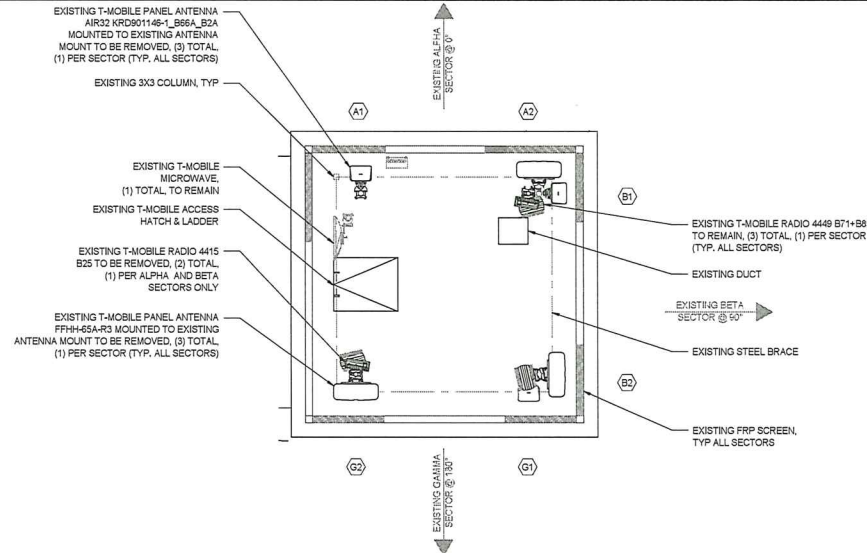 EXISTING T-MOBILE PANEL ANTENNA
AIR32 KRD901146-1_B66A_B2A
MOUNTED TO EXISTING ANTENNA
MOUNT TO BE REMOVED, (3) TOTAL,
(1) PER SECTOR (TYP. ALL SECTORS)
EXISTING 3X3 COLUMN, TYP
EXISTING T-MOBILE
MICROWAVE,
(1) TOTAL, TO REMAIN
EXISTING T-MOBILE ACCESS
HATCH & LADDER
EXISTING T-MOBILE RADIO 4415
B25 TO BE REMOVED, (2) TOTAL,
(1) PER ALPHA AND BETA
SECTORS ONLY
EXISTING T-MOBILE PANEL ANTENNA
FFHH-65A-R3 MOUNTED TO EXISTING
ANTENNA MOUNT TO BE REMOVED, (3) TOTAL,
(1) PER SECTOR (TYP. ALL SECTORS)
EXISTING ALPHA
SECTOR @ 0°
A1
A2
B1
B2
G2
G1
EXISTING GAMMA
SECTOR @ 180°
EXISTING T-MOBILE RADIO 4449 B71+B8
TO REMAIN, (3) TOTAL, (1) PER SECTOR
(TYP. ALL SECTORS)
EXISTING DUCT
EXISTING BETA
SECTOR @ 90°
EXISTING STEEL BRACE
EXISTING FRP SCREEN,
TYP ALL SECTORS